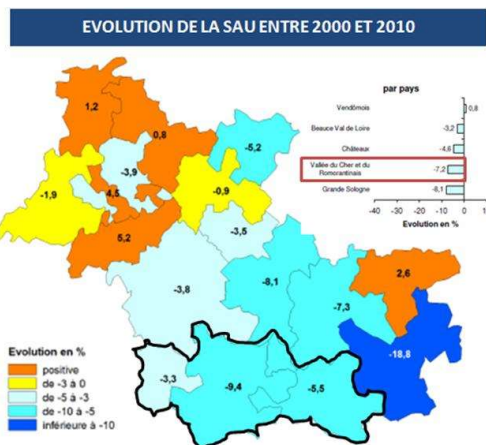 EVOLUTION DE LA SAU ENTRE 2000 ET 2010
par pays
Vendômois 0,8
Beauce Val de Loire -3,2
Châteaux -4,6
Vallée du Cher et du
Romorantinais -7,2
Grande Sologne -8,1
-40 -30 -20 -10 0 10
Evolution en %
1,2
0,8
-5,2
-3,9
-1,9
4,5
-0,9
5,2
-3,5
-3,8
-8,1
-7,3
2,6
-18,8
-3,3
-9,4
-5,5
Evolution en %
positive
de -3 à 0
de -5 à -3
de -10 à -5
inférieure à -10